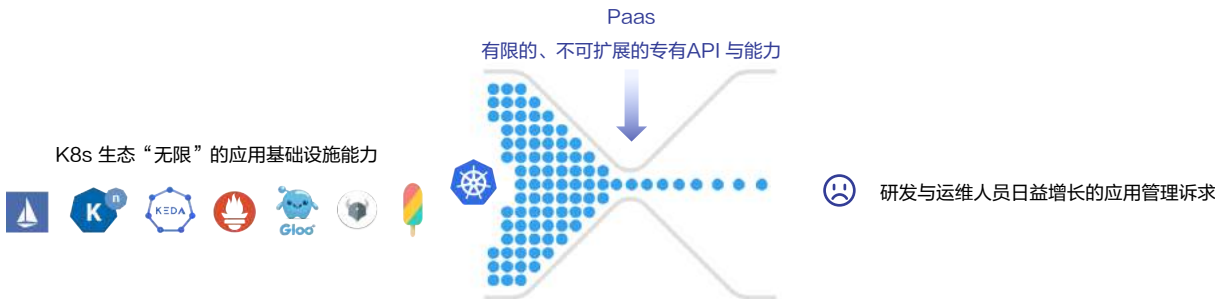 Paas
有限的、不可扩展的专有API 与能力
K8s 生态“无限”的应用基础设施能力
K n
KEDA
Gloo
研发与运维人员日益增长的应用管理诉求